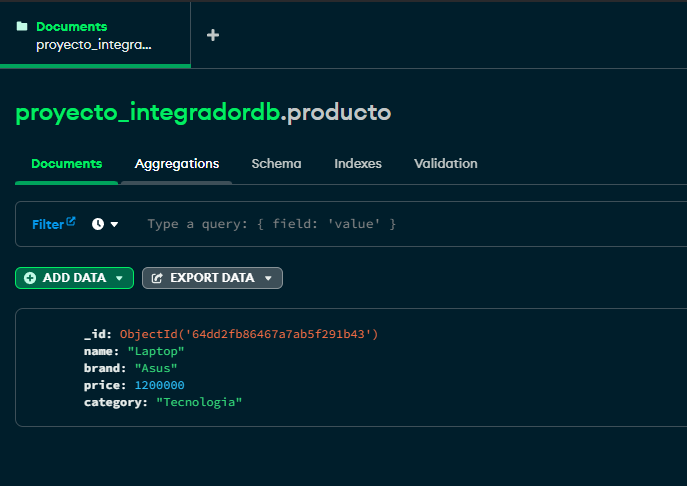 Documents
proyecto_integra...
proyecto_integradordb.producto
Documents Aggregations Schema Indexes Validation
Filter Type a query: { field: 'value' }
ADD DATA EXPORT DATA
_id: ObjectId('64dd2fb86467a7ab5f291b43')
name: "Laptop"
brand: "Asus"
price: 1200000
category: "Tecnologia"